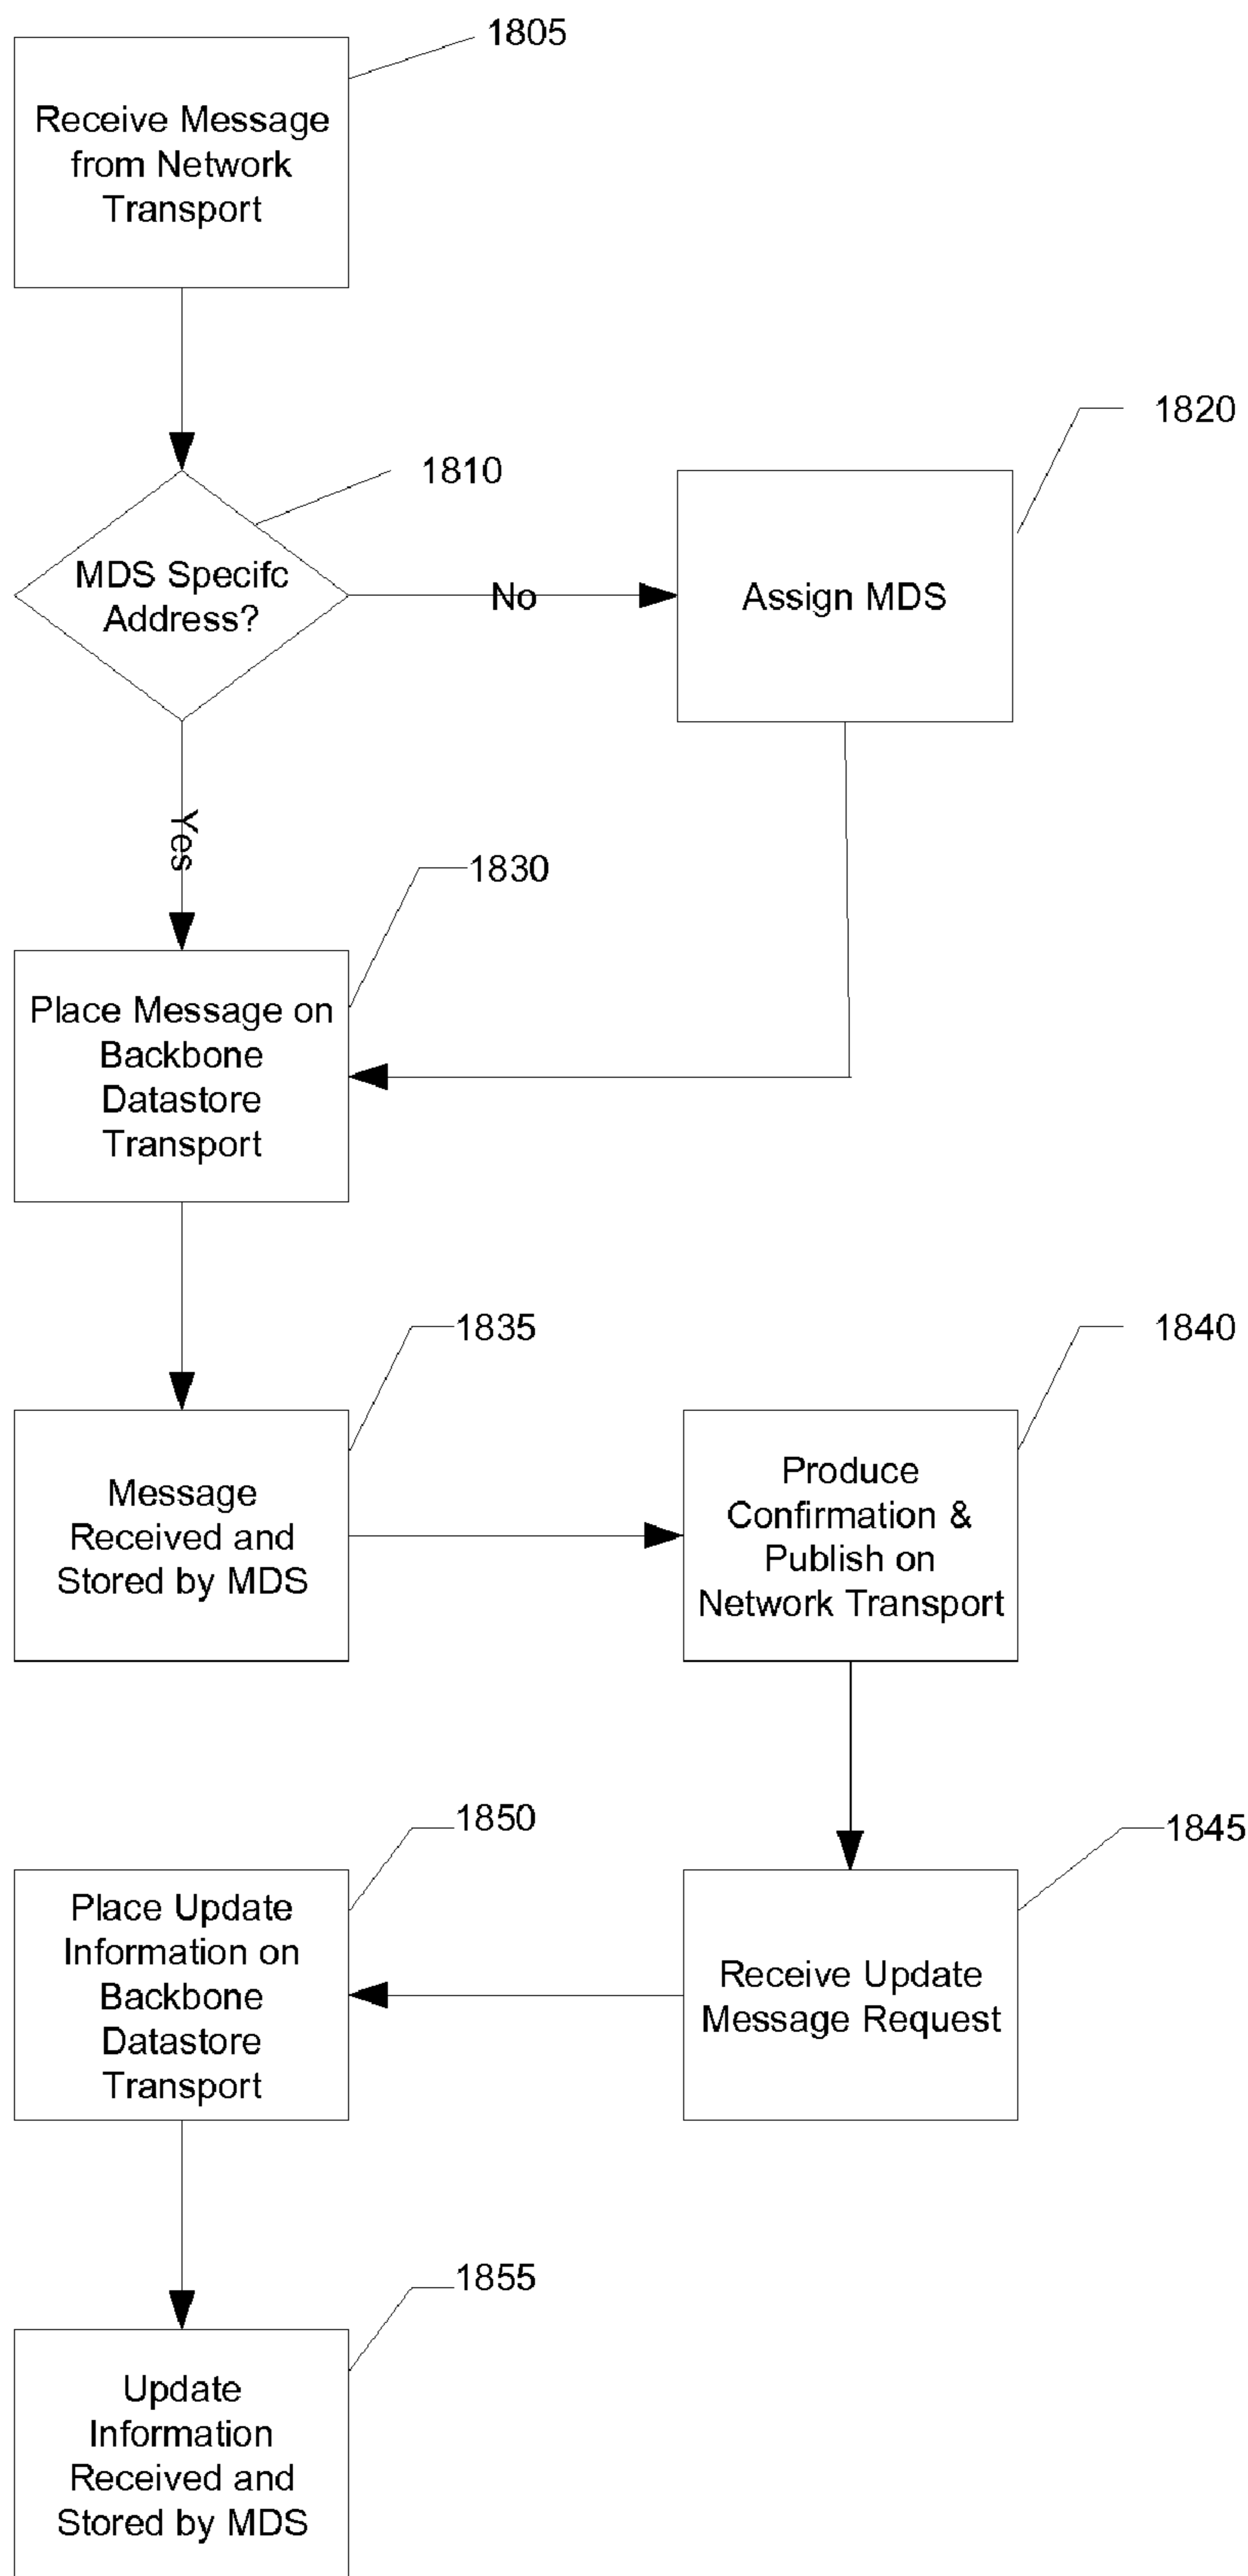 1805
Receive Message
from Network
Transport
1810
MDS Specifc
Address?
No
1820
Assign MDS
Yes
1830
Place Message on
Backbone
Datastore
Transport
1835
Message
Received and
Stored by MDS
1840
Produce
Confirmation &
Publish on
Network Transport
1845
Receive Update
Message Request
1850
Place Update
Information on
Backbone
Datastore
Transport
1855
Update
Information
Received and
Stored by MDS